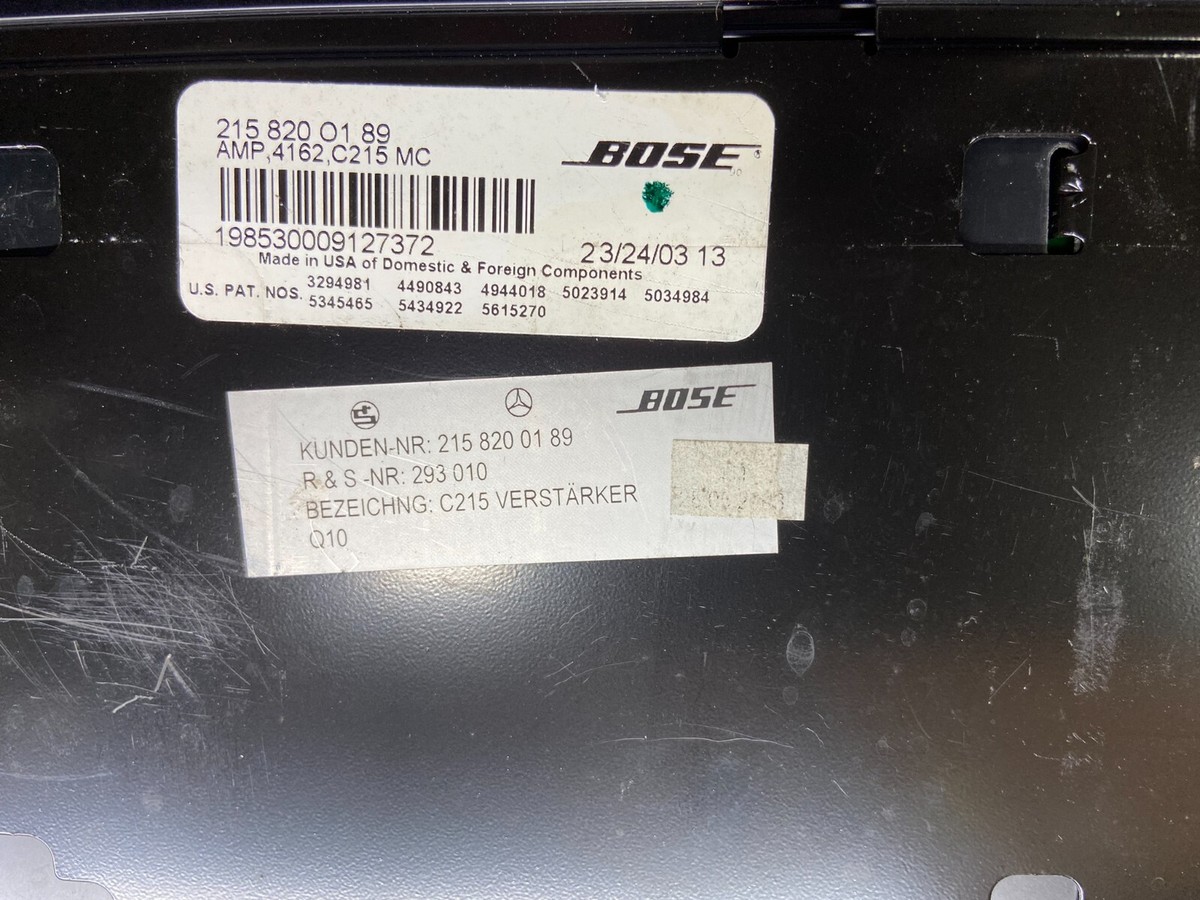 215 820 01 89
AMP,4162,C215 MC
BOSE®
198530009127372
23/24/03 13
Made in USA of Domestic & Foreign Components
U.S. PAT. NOS. 3294981 4490843 4944018 5023914 5034984
5345465 5434922 5615270
BOSE
KUNDEN-NR: 215 820 01 89
R & S -NR: 293 010
BEZEICHNG: C215 VERSTÄRKER
Q10